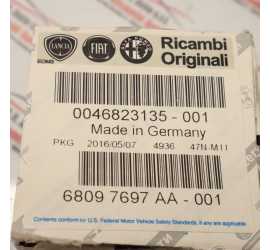 LANCIA
FIAT
Ricambi
Originali
0046823135 - 001
Made in Germany
PKG 2016/05/07 4936 47N-M11
6809 7697 AA - 001
Contents conform to: U.S. Federal Motor Vehicle Safety Standards, if any are